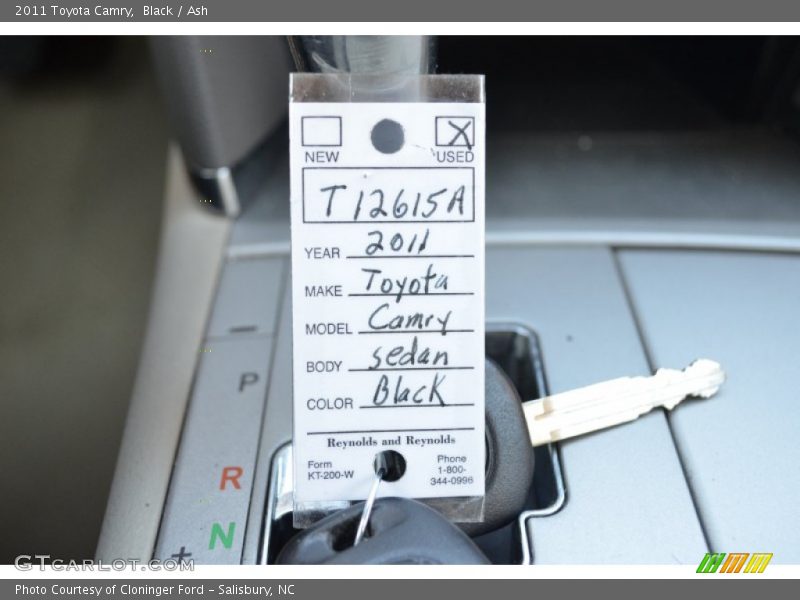 2011 Toyota Camry, Black / Ash
X
NEW USED
T12615A
YEAR 2011
MAKE Toyota
MODEL Camry
BODY sedan
COLOR Black
Reynolds and Reynolds
Form
KT-200-W
Phone
1-800-
344-0996
P
R
N
+
−
GTCARLOT.COM
Photo Courtesy of Cloninger Ford – Salisbury, NC